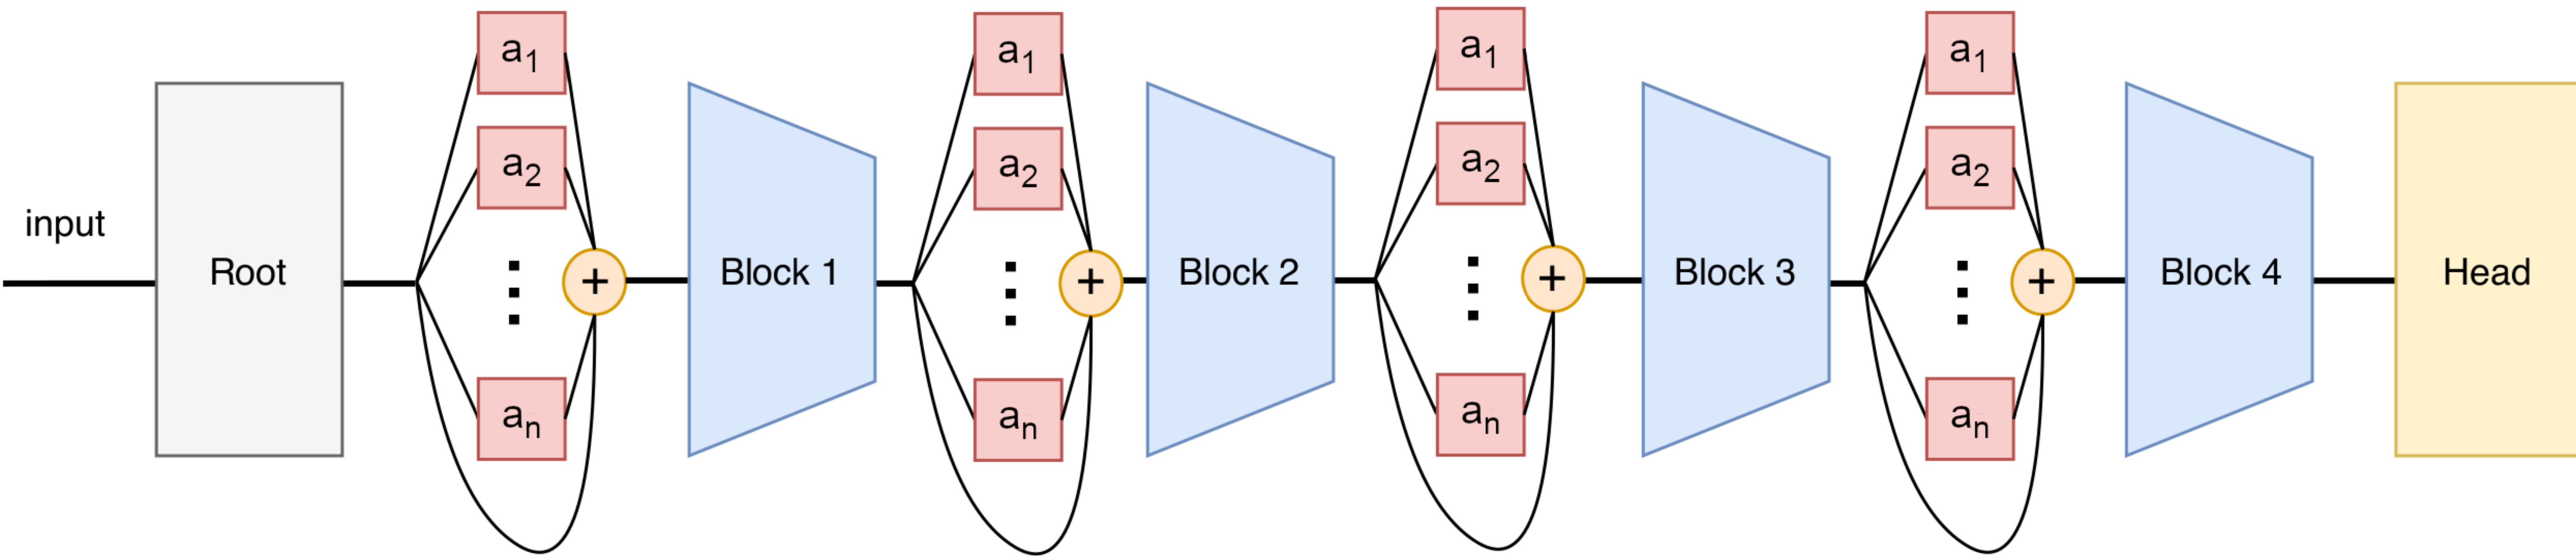 input
Root
a1
a2
an
+
Block 1
a1
a2
an
+
Block 2
a1
a2
an
+
Block 3
a1
a2
an
+
Block 4
Head